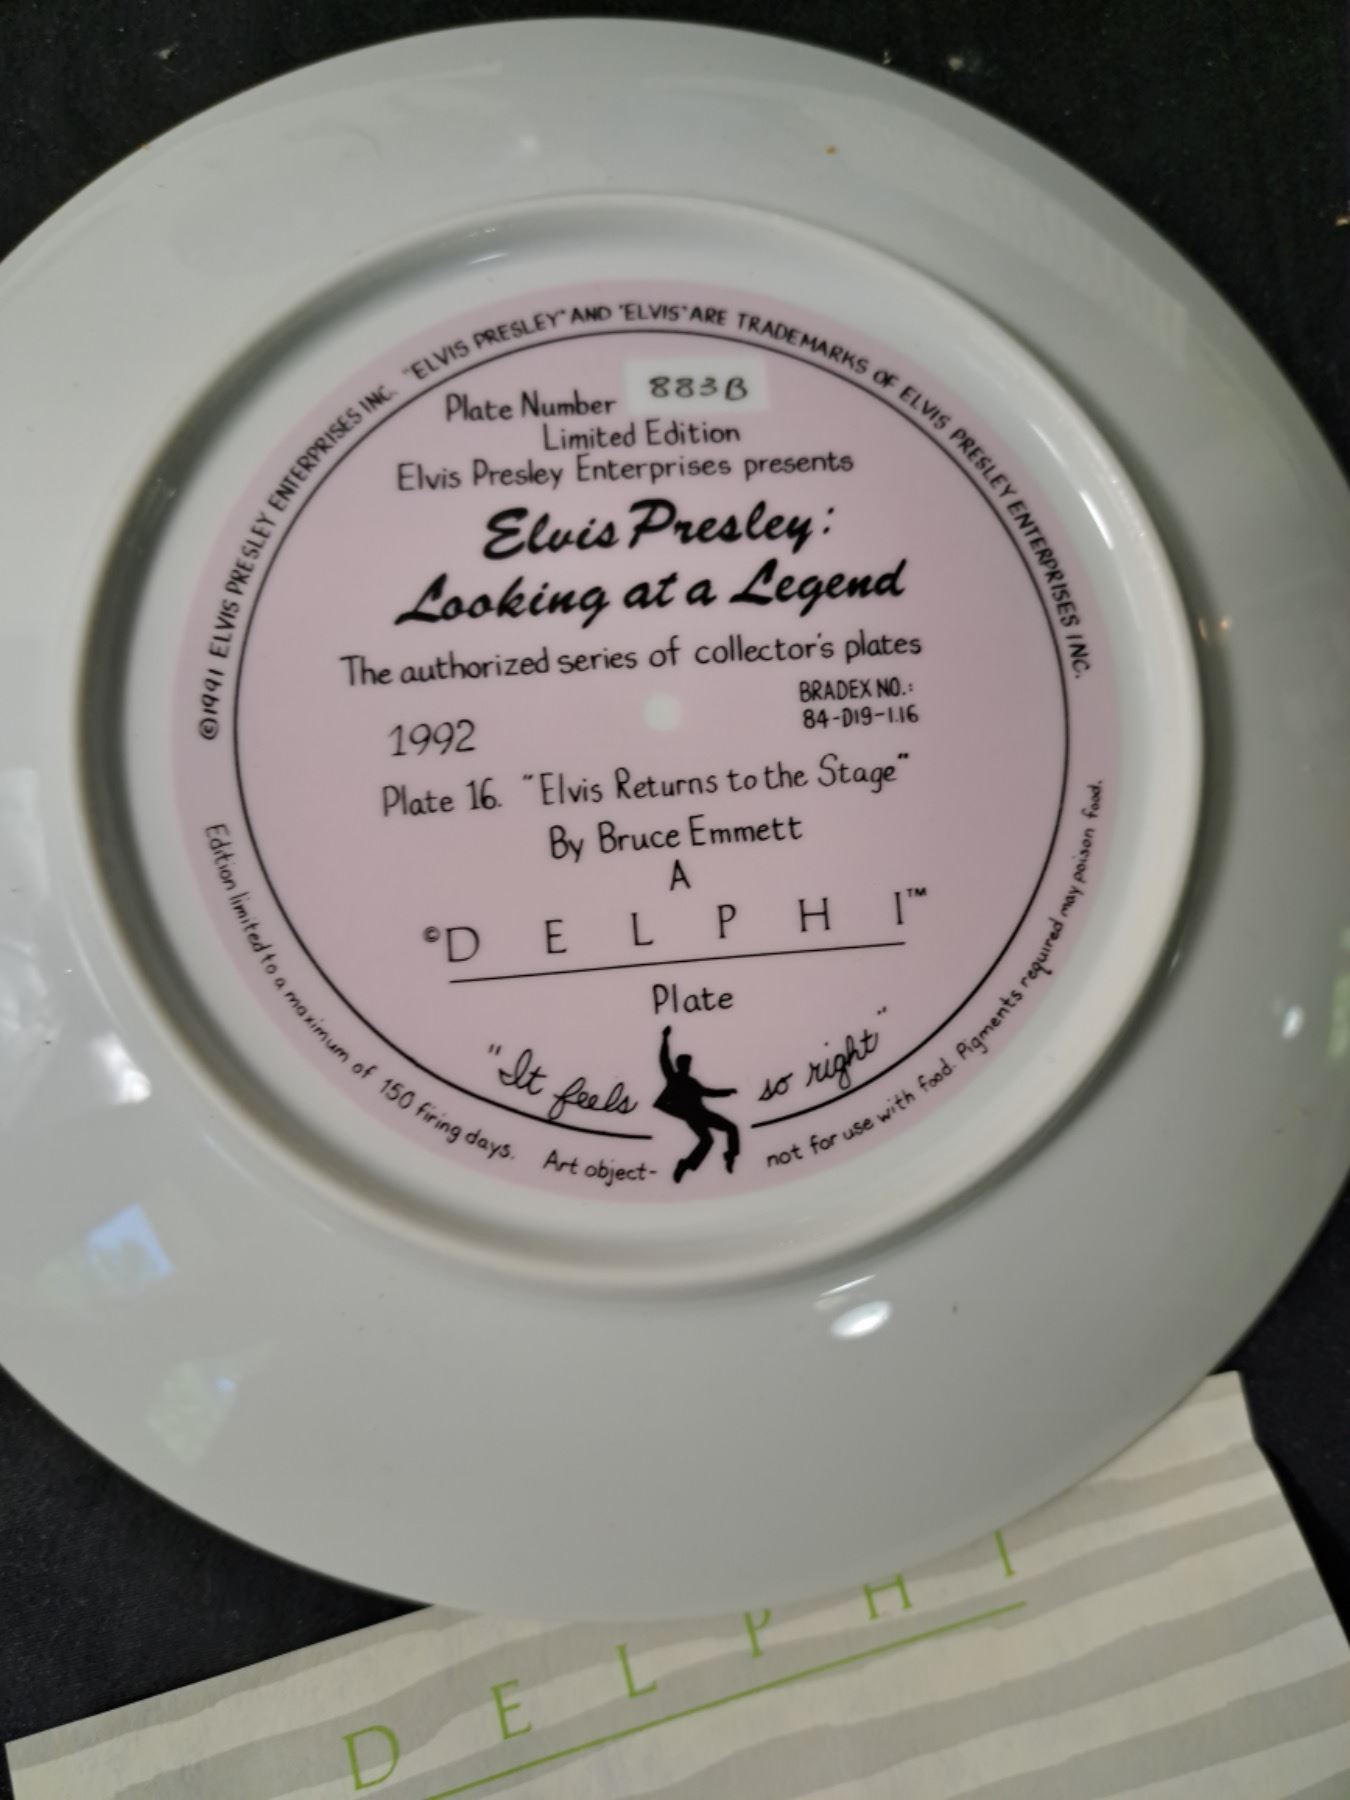 ©1991 ELVIS PRESLEY ENTERPRISES INC. "ELVIS PRESLEY" AND "ELVIS" ARE TRADEMARKS OF ELVIS PRESLEY ENTERPRISES INC.
Plate Number 883B
Limited Edition
Elvis Presley Enterprises presents
Elvis Presley:
Looking at a Legend
The authorized series of collector's plates
BRADEX NO.:
1992 84-D19-1.16
Plate 16. "Elvis Returns to the Stage"
By Bruce Emmett
A
©DELPHI™
Plate
"It feels so right"
Edition limited to a maximum of 150 firing days. Art object- not for use with food. Pigments required may poison food.
DELPHI